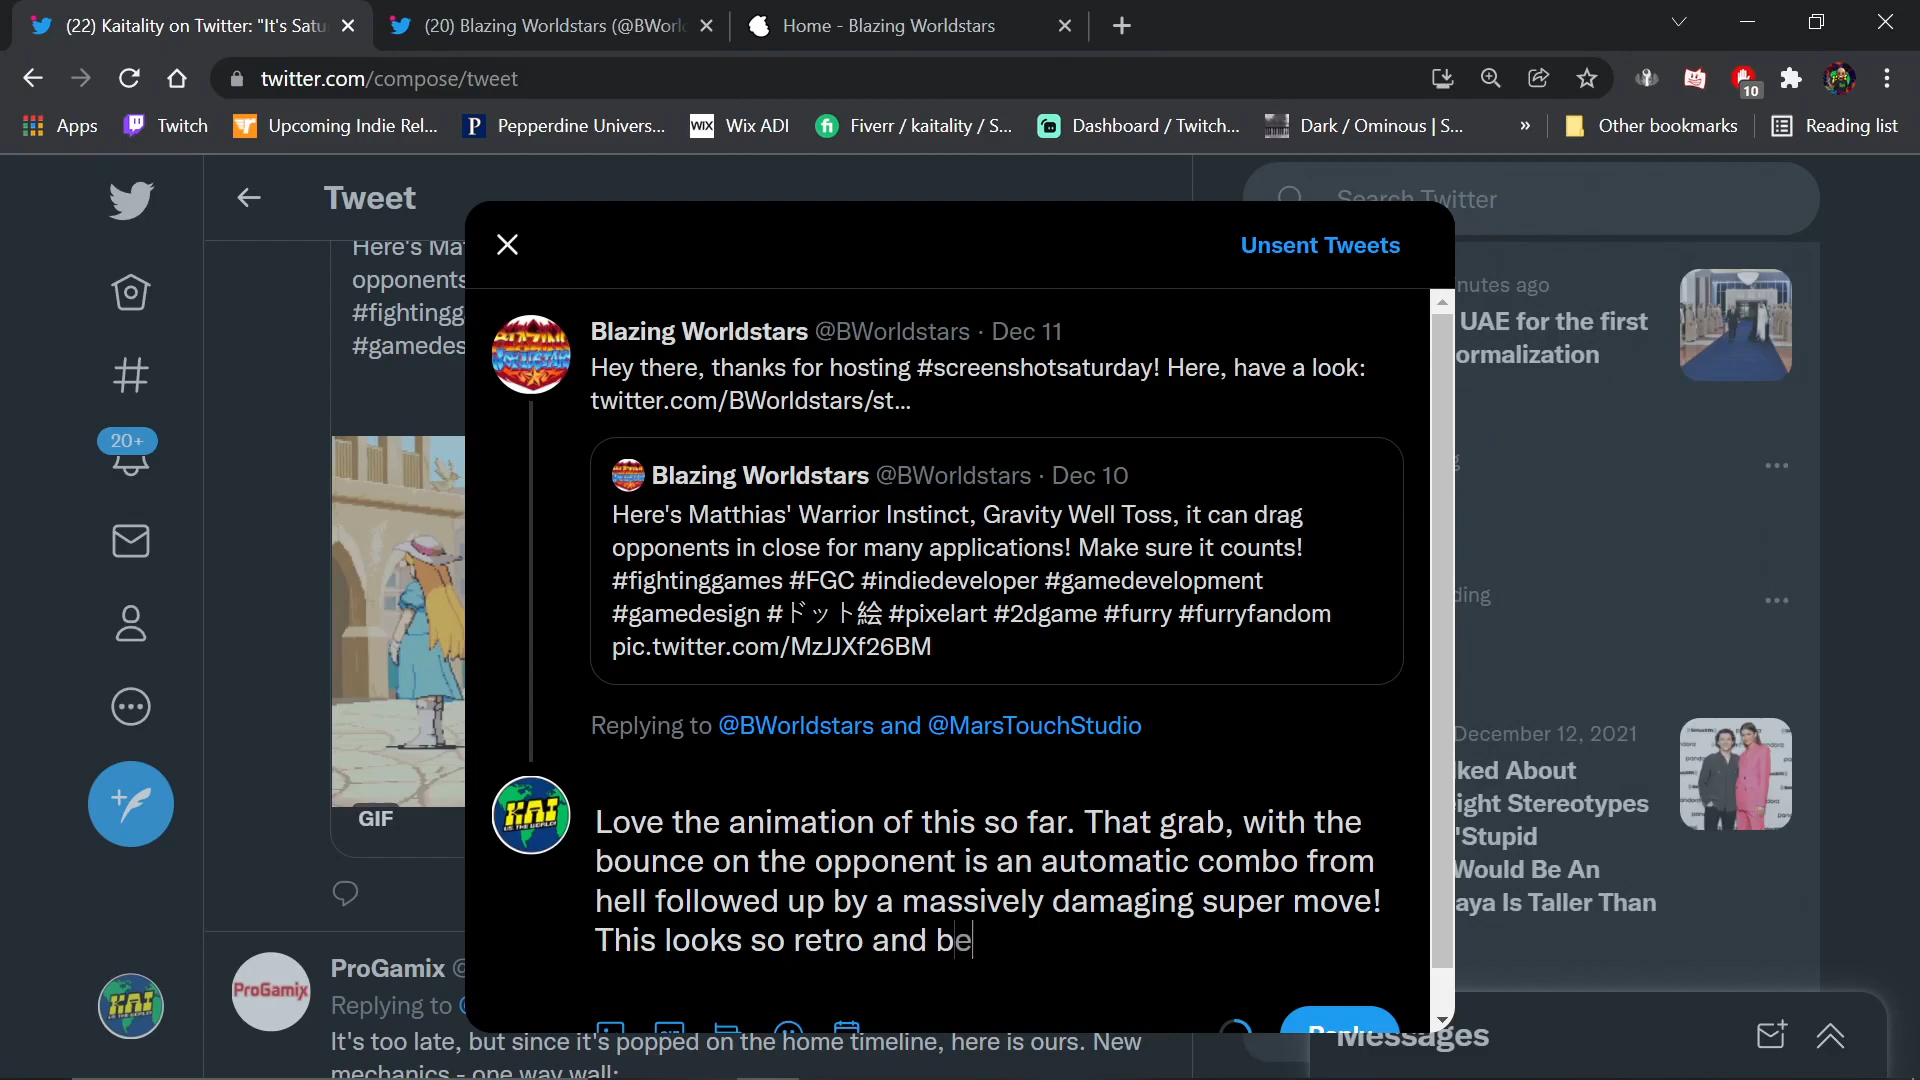 (22) Kaitality on Twitter: "It's Satu
(20) Blazing Worldstars (@BWorl
Home - Blazing Worldstars
twitter.com/compose/tweet
10
Apps
Twitch
Upcoming Indie Rel...
Pepperdine Univers...
WIX
Wix ADI
Fiverr / kaitality / S...
Dashboard / Twitch...
Dark / Ominous | S...
»
Other bookmarks
Reading list
Tweet
Search Twitter
Here's Ma
opponents
#fightingg
#gamedes
Unsent Tweets
Blazing Worldstars @BWorldstars · Dec 11
Hey there, thanks for hosting #screenshotsaturday! Here, have a look:
twitter.com/BWorldstars/st...
Blazing Worldstars @BWorldstars · Dec 10
Here's Matthias' Warrior Instinct, Gravity Well Toss, it can drag
opponents in close for many applications! Make sure it counts!
#fightinggames #FGC #indiedeveloper #gamedevelopment
#gamedesign #ドット絵 #pixelart #2dgame #furry #furryfandom
pic.twitter.com/MzJJXf26BM
Replying to @BWorldstars and @MarsTouchStudio
Love the animation of this so far. That grab, with the
bounce on the opponent is an automatic combo from
hell followed up by a massively damaging super move!
This looks so retro and be
Reply
20+
GIF
nutes ago
UAE for the first
ormalization
ding
December 12, 2021
ked About
ight Stereotypes
'Stupid
Would Be An
aya Is Taller Than
KAI
KAI
ProGamix
ProGamix @
Replying to
It's too late, but since it's popped on the home timeline, here is ours. New
mechanics - one way wall:
Messages